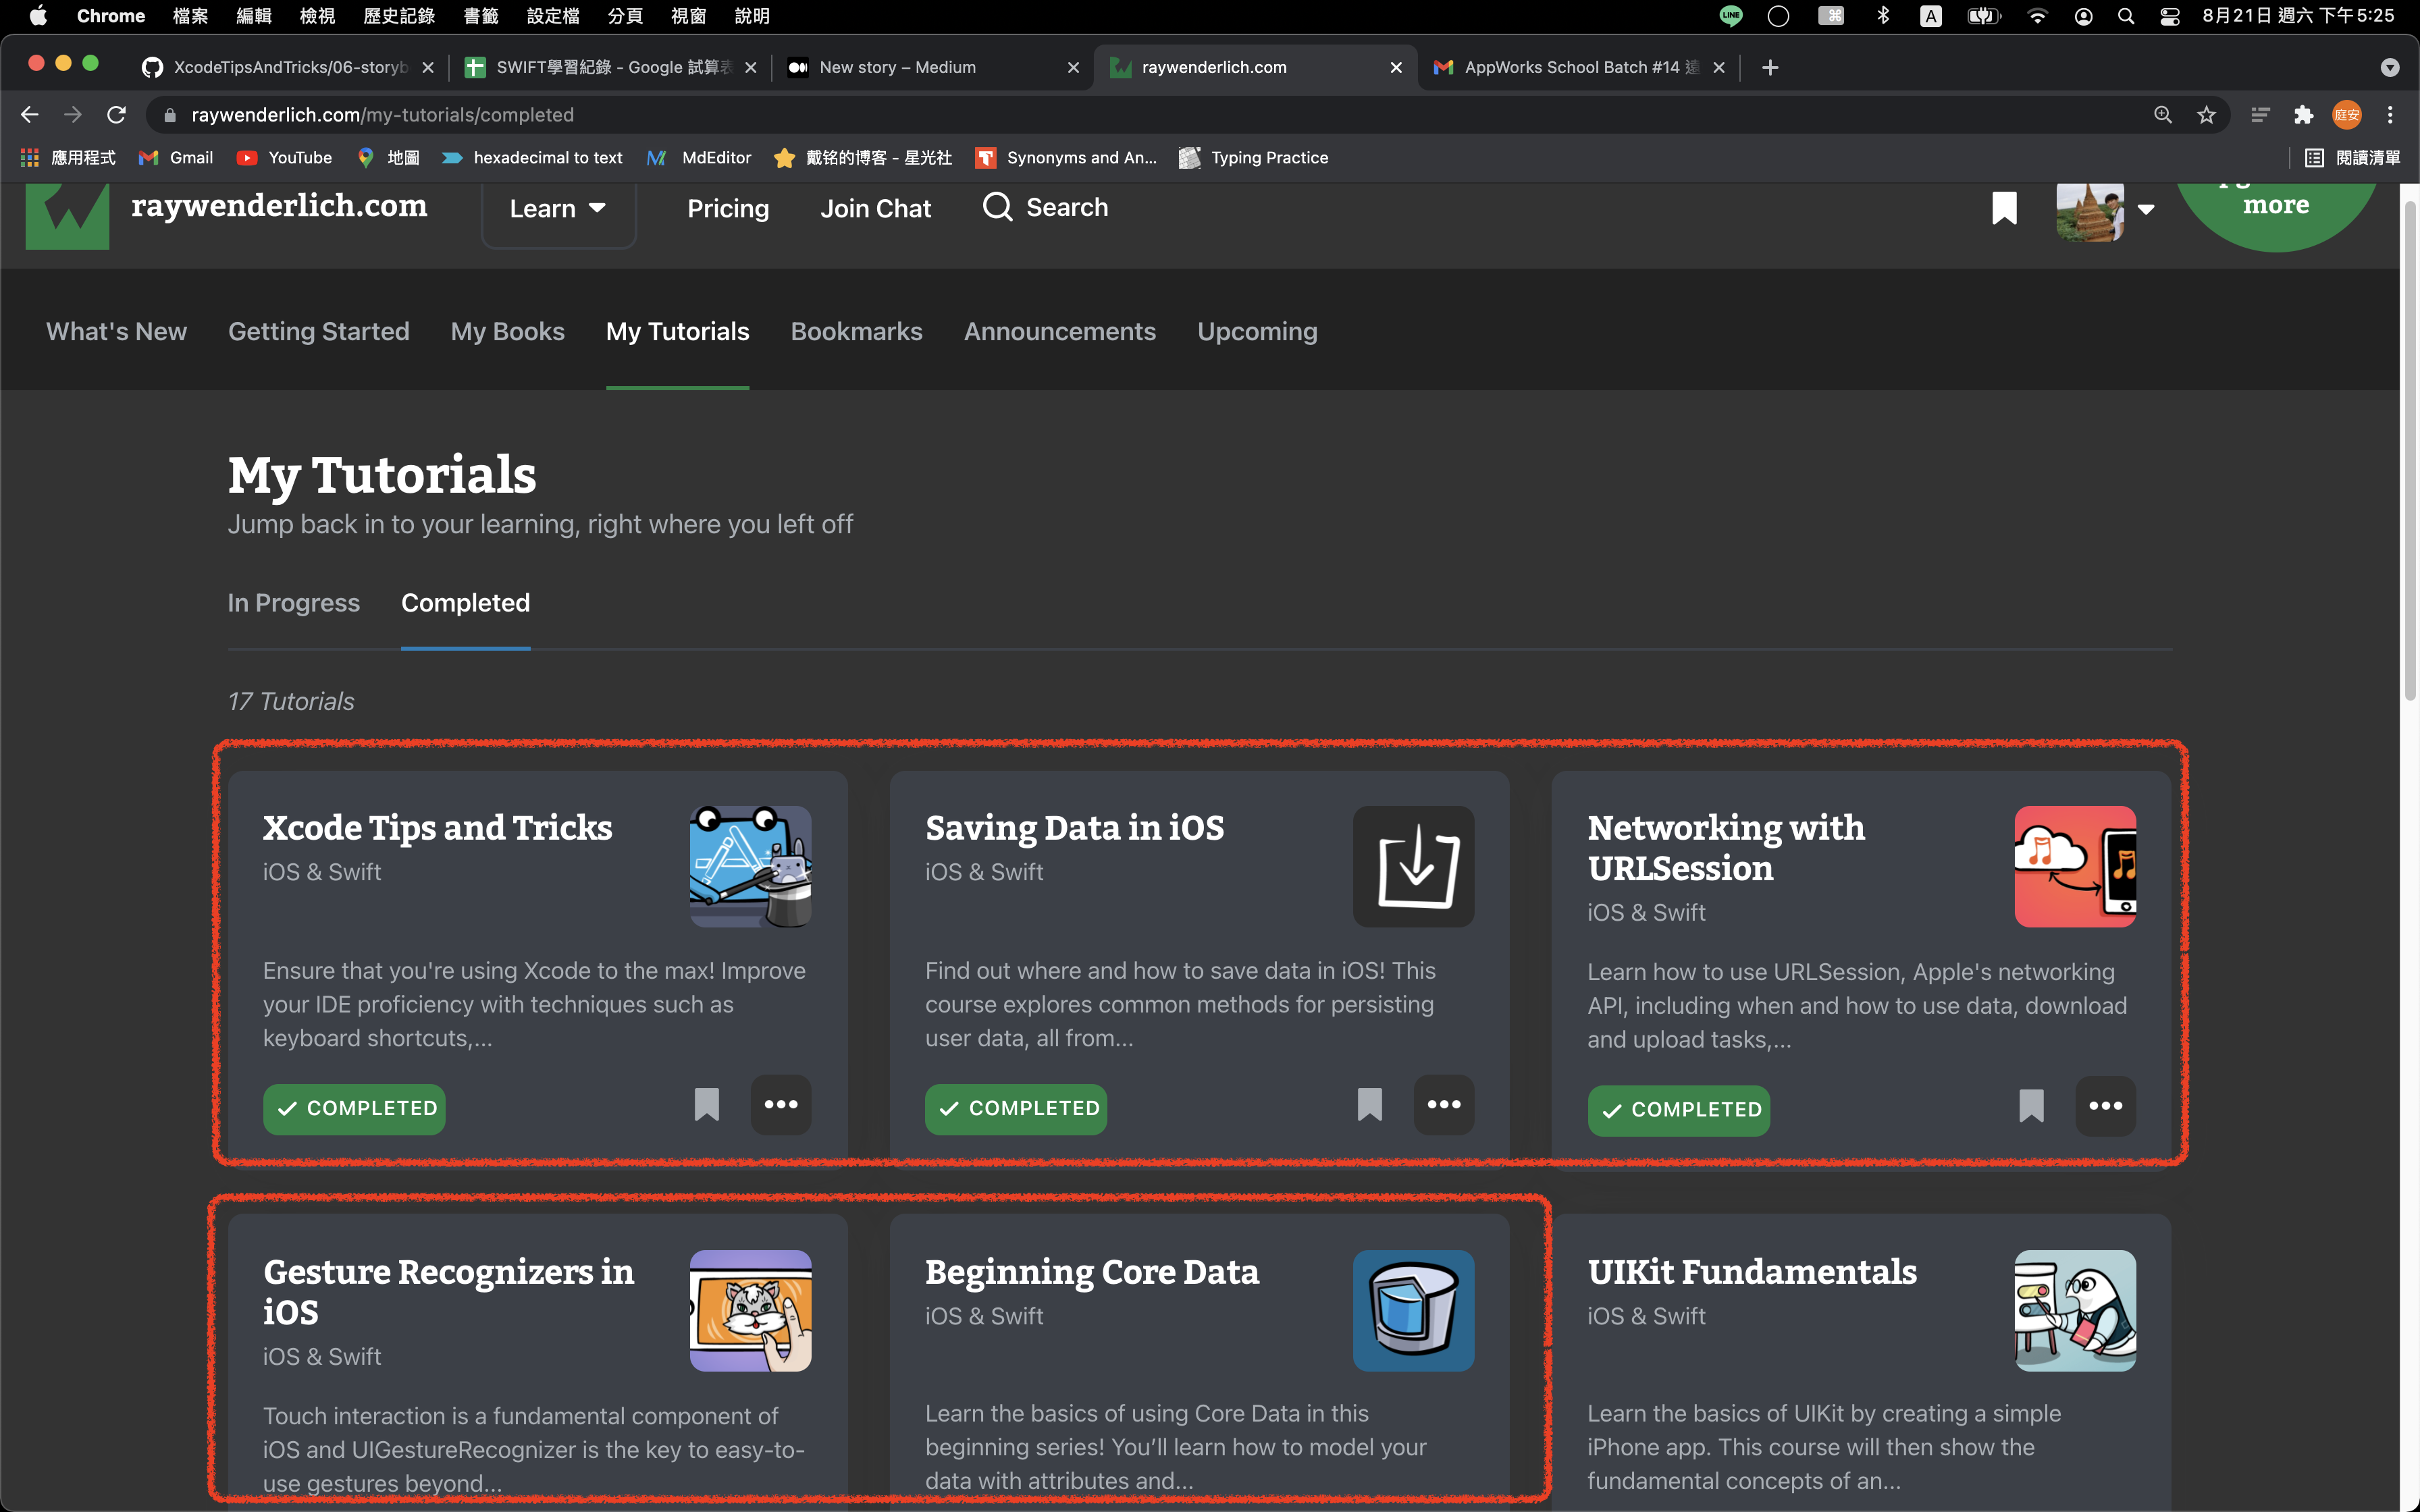 Chrome 檔案 編輯 檢視 歷史記錄 書籤 設定檔 分頁 視窗 說明 LINE A 8月21日 週六 下午5:25
XcodeTipsAndTricks/06-storyb SWIFT學習紀錄 - Google 試算表 New story – Medium raywenderlich.com AppWorks School Batch #14 遠
raywenderlich.com/my-tutorials/completed 庭安
應用程式 Gmail YouTube 地圖 hexadecimal to text MdEditor 戴铭的博客 - 星光社 Synonyms and An... Typing Practice 閱讀清單
raywenderlich.com Learn Pricing Join Chat Search more
What's New Getting Started My Books My Tutorials Bookmarks Announcements Upcoming
My Tutorials
Jump back in to your learning, right where you left off
In Progress Completed
17 Tutorials
Xcode Tips and Tricks
iOS & Swift
Ensure that you're using Xcode to the max! Improve
your IDE proficiency with techniques such as
keyboard shortcuts,...
COMPLETED
Saving Data in iOS
iOS & Swift
Find out where and how to save data in iOS! This
course explores common methods for persisting
user data, all from...
COMPLETED
Networking with
URLSession
iOS & Swift
Learn how to use URLSession, Apple's networking
API, including when and how to use data, download
and upload tasks,...
COMPLETED
Gesture Recognizers in
iOS
iOS & Swift
Touch interaction is a fundamental component of
iOS and UIGestureRecognizer is the key to easy-to-
use gestures beyond...
Beginning Core Data
iOS & Swift
Learn the basics of using Core Data in this
beginning series! You’ll learn how to model your
data with attributes and...
UIKit Fundamentals
iOS & Swift
Learn the basics of UIKit by creating a simple
iPhone app. This course will then show the
fundamental concepts of an...